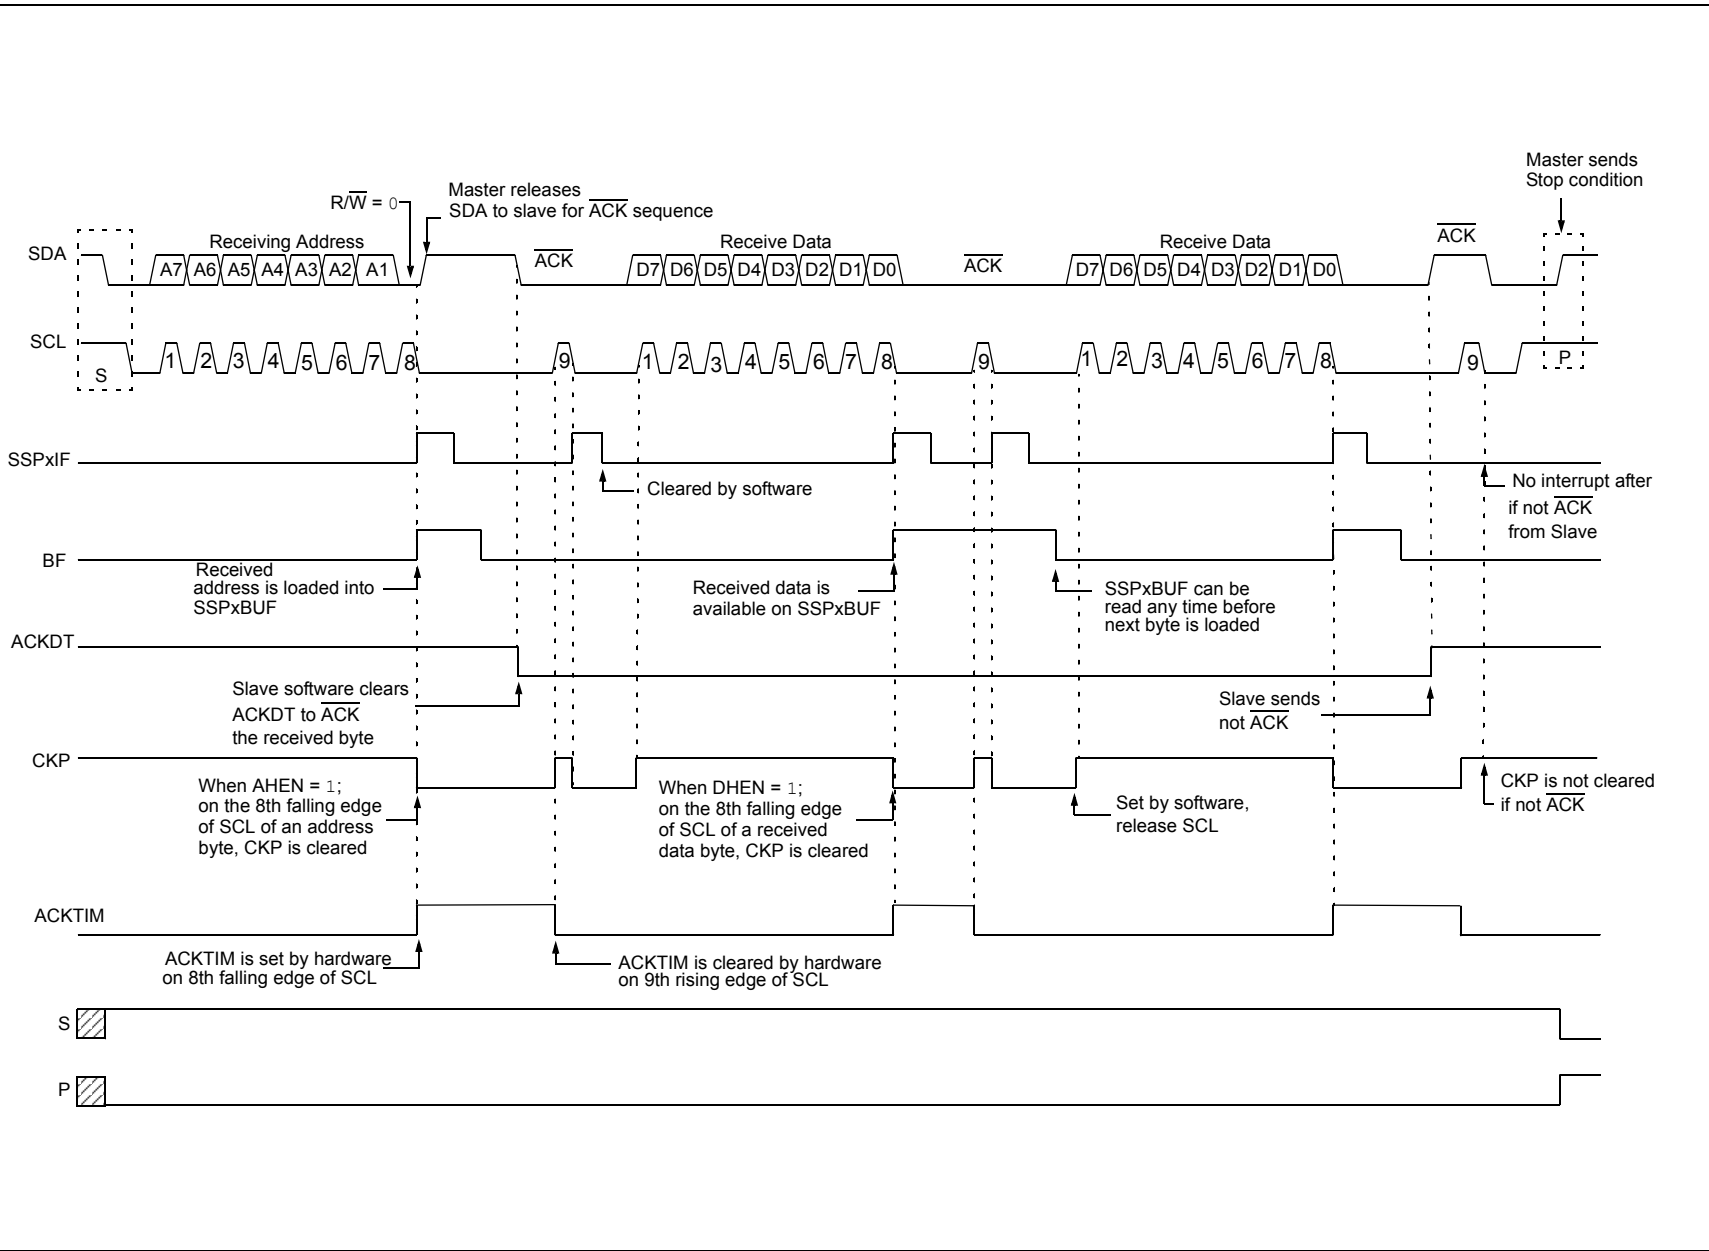 Master sends
Stop condition
R/W̅ = 0
Master releases
SDA to slave for A̅C̅K̅ sequence
SDA
Receiving Address
A̅C̅K̅
Receive Data
A̅C̅K̅
Receive Data
A̅C̅K̅
A7 A6 A5 A4 A3 A2 A1
D7 D6 D5 D4 D3 D2 D1 D0
D7 D6 D5 D4 D3 D2 D1 D0
SCL
S
1 2 3 4 5 6 7 8 9
1 2 3 4 5 6 7 8 9
1 2 3 4 5 6 7 8 9
P
SSPxIF
Cleared by software
No interrupt after
if not A̅C̅K̅
from Slave
BF
Received
address is loaded into
SSPxBUF
Received data is
available on SSPxBUF
SSPxBUF can be
read any time before
next byte is loaded
ACKDT
Slave software clears
ACKDT to A̅C̅K̅
the received byte
Slave sends
not A̅C̅K̅
CKP
When AHEN = 1;
on the 8th falling edge
of SCL of an address
byte, CKP is cleared
When DHEN = 1;
on the 8th falling edge
of SCL of a received
data byte, CKP is cleared
Set by software,
release SCL
CKP is not cleared
if not A̅C̅K̅
ACKTIM
ACKTIM is set by hardware
on 8th falling edge of SCL
ACKTIM is cleared by hardware
on 9th rising edge of SCL
S
P